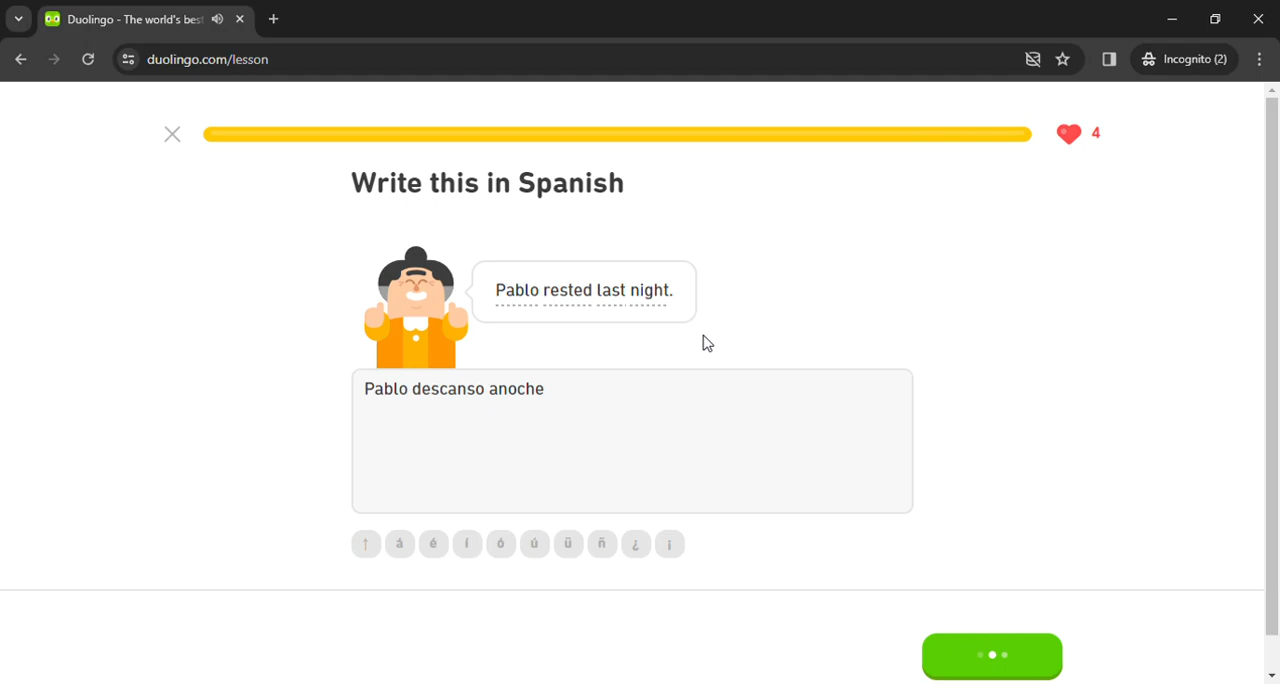 Duolingo - The world's bes
duolingo.com/lesson
Incognito (2)
4
Write this in Spanish
Pablo rested last night.
Pablo descanso anoche
↑ á é í ó ú ü ñ ¿ ¡